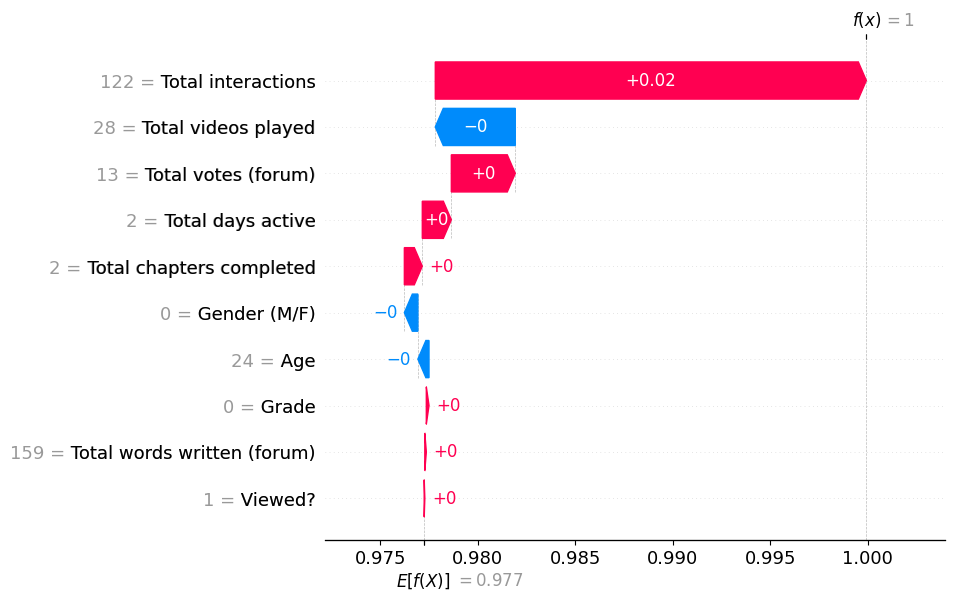 f(x) = 1
122 = Total interactions
+0.02
28 = Total videos played
−0
13 = Total votes (forum)
+0
2 = Total days active
+0
2 = Total chapters completed
+0
0 = Gender (M/F)
−0
24 = Age
−0
0 = Grade
+0
159 = Total words written (forum)
+0
1 = Viewed?
+0
0.975 0.980 0.985 0.990 0.995 1.000
E[f(X)] = 0.977